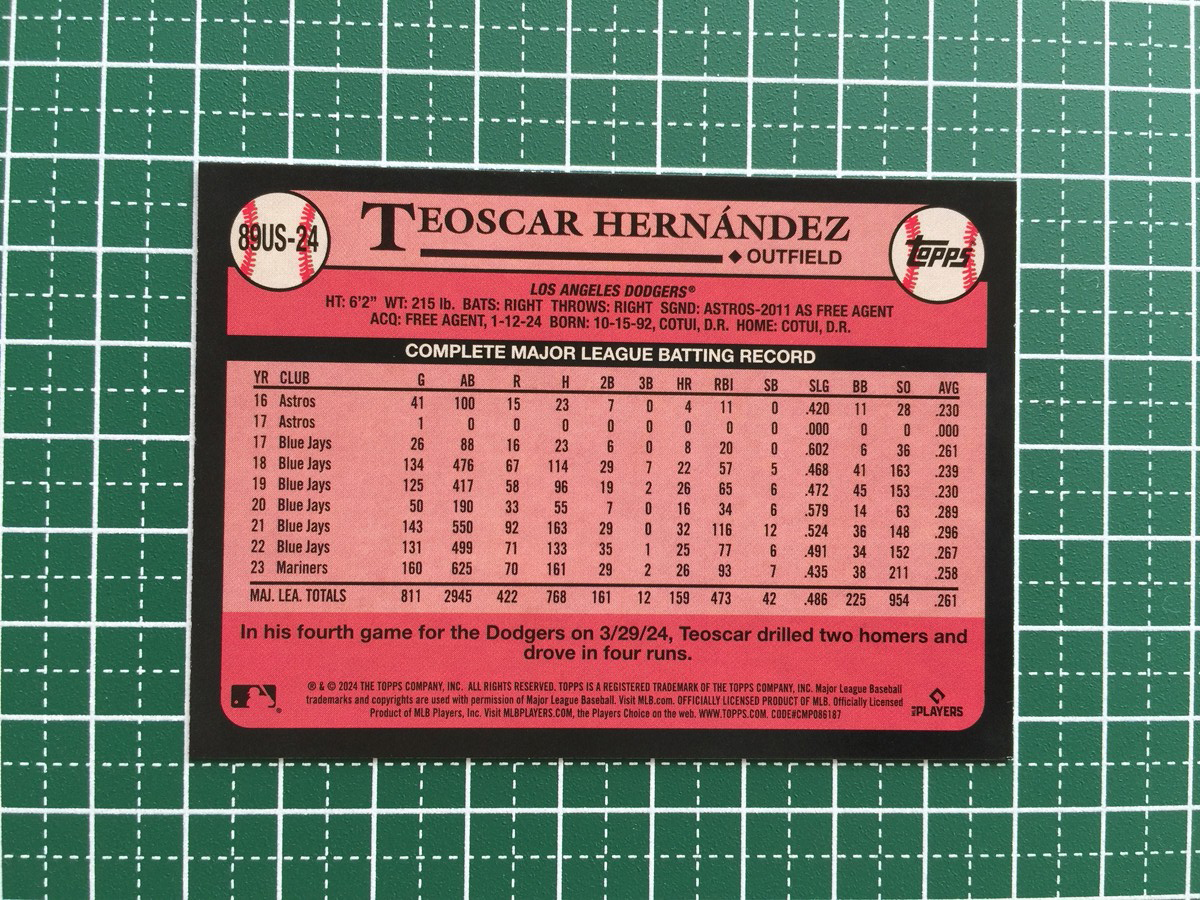 89US-24
TEOSCAR HERNÁNDEZ
OUTFIELD
topps
LOS ANGELES DODGERS®
HT: 6'2" WT: 215 lb. BATS: RIGHT THROWS: RIGHT SGND: ASTROS-2011 AS FREE AGENT
ACQ: FREE AGENT, 1-12-24 BORN: 10-15-92, COTUI, D.R. HOME: COTUI, D.R.
COMPLETE MAJOR LEAGUE BATTING RECORD
YR CLUB G AB R H 2B 3B HR RBI SB SLG BB SO AVG
16 Astros 41 100 15 23 7 0 4 11 0 .420 11 28 .230
17 Astros 1 0 0 0 0 0 0 0 0 .000 0 0 .000
17 Blue Jays 26 88 16 23 6 0 8 20 0 .602 6 36 .261
18 Blue Jays 134 476 67 114 29 7 22 57 5 .468 41 163 .239
19 Blue Jays 125 417 58 96 19 2 26 65 6 .472 45 153 .230
20 Blue Jays 50 190 33 55 7 0 16 34 6 .579 14 63 .289
21 Blue Jays 143 550 92 163 29 0 32 116 12 .524 36 148 .296
22 Blue Jays 131 499 71 133 35 1 25 77 6 .491 34 152 .267
23 Mariners 160 625 70 161 29 2 26 93 7 .435 38 211 .258
MAJ. LEA. TOTALS 811 2945 422 768 161 12 159 473 42 .486 225 954 .261
In his fourth game for the Dodgers on 3/29/24, Teoscar drilled two homers and
drove in four runs.
® & © 2024 THE TOPPS COMPANY, INC. ALL RIGHTS RESERVED. TOPPS IS A REGISTERED TRADEMARK OF THE TOPPS COMPANY, INC. Major League Baseball
trademarks and copyrights are used with permission of Major League Baseball. Visit MLB.com. OFFICIALLY LICENSED PRODUCT OF MLB. Officially Licensed
Product of MLB Players, Inc. Visit MLBPLAYERS.COM, the Players Choice on the web. WWW.TOPPS.COM. CODE#CMP086187
MLB PLAYERS